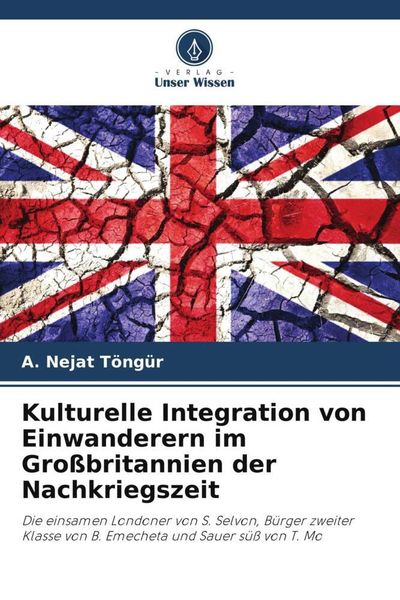 - VERLAG -
Unser Wissen
A. Nejat Töngür
Kulturelle Integration von
Einwanderern im
Großbritannien der
Nachkriegszeit
Die einsamen Londoner von S. Selvon, Bürger zweiter
Klasse von B. Emecheta und Sauer süß von T. Mo